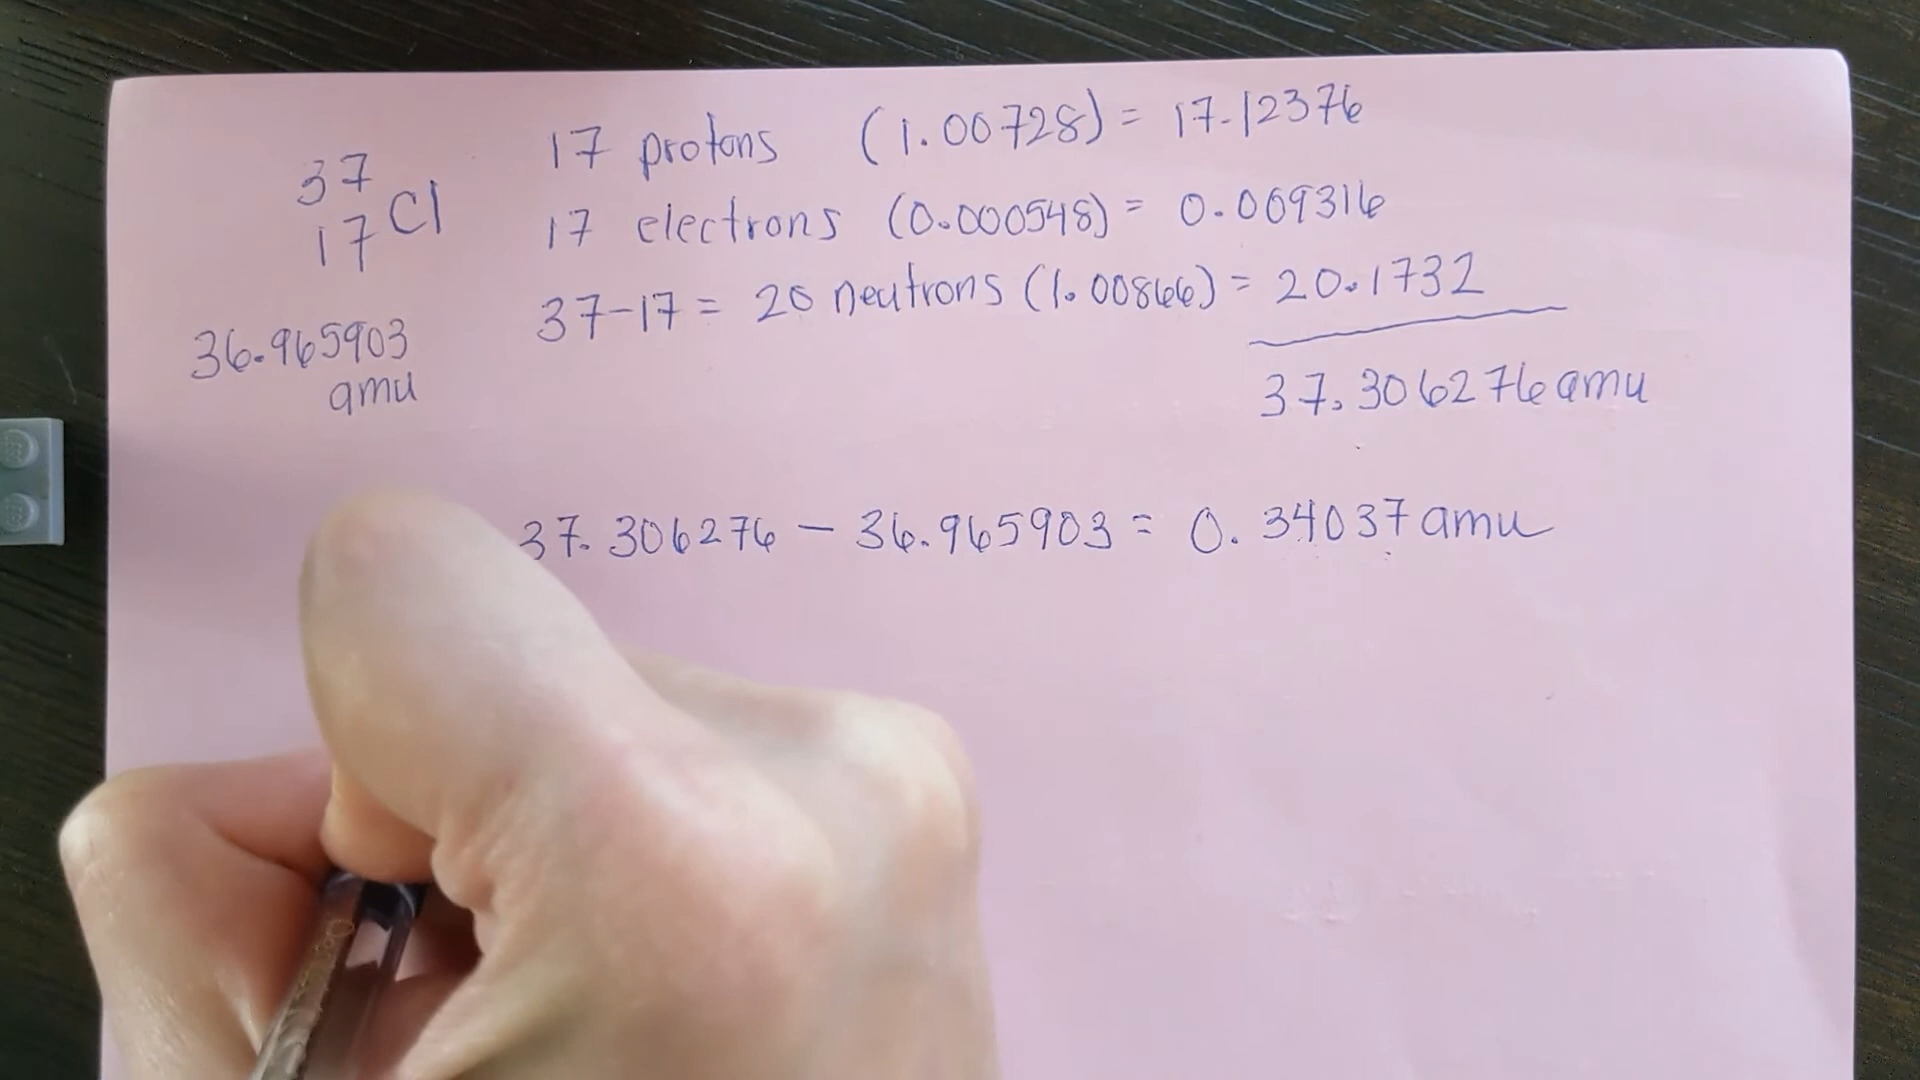 37 17 protons (1.00728) = 17.12376
17 Cl 17 electrons (0.000548) = 0.009316
37-17 = 20 neutrons (1.00866) = 20.1732
36.965903
amu
37.306276 amu
37.306276 - 36.965903 = 0.34037 amu